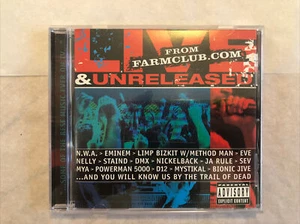 LIVE
FROM
FARMCLUB.COM
& UNRELEASED
N.W.A. - EMINEM - LIMP BIZKIT W/METHOD MAN - EVE
NELLY - STAIND - DMX - NICKELBACK - JA RULE - SEV
MYA - POWERMAN 5000 - D12 - MYSTIKAL - BIONIC JIVE
...AND YOU WILL KNOW US BY THE TRAIL OF DEAD
PARENTAL
ADVISORY
EXPLICIT CONTENT